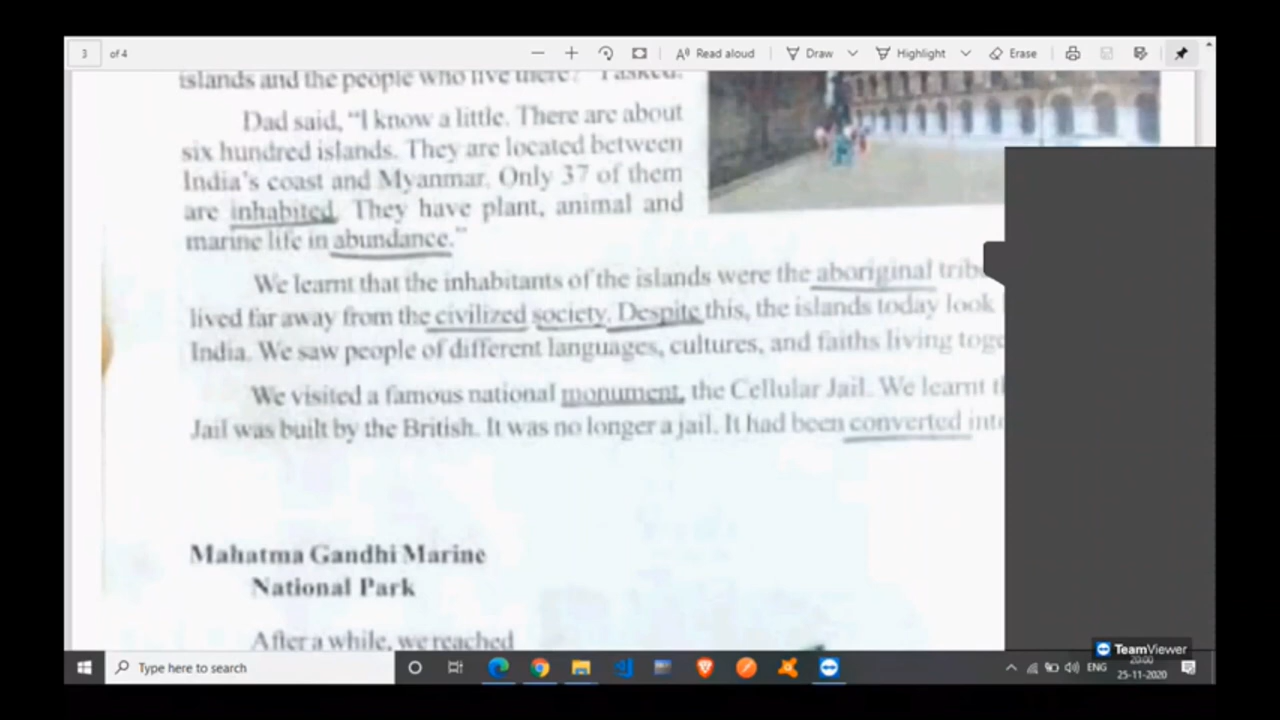 3 of 4
Read aloud
Draw
Highlight
Erase
islands and the people who live there?" I asked.
Dad said, "I know a little. There are about
six hundred islands. They are located between
India's coast and Myanmar. Only 37 of them
are inhabited. They have plant, animal and
marine life in abundance."
We learnt that the inhabitants of the islands were the aboriginal
lived far away from the civilized society. Despite this, the islands today look
India. We saw people of different languages, cultures, and faiths living
We visited a famous national monument, the Cellular Jail. We learnt
Jail was built by the British. It was no longer a jail. It had been converted
Mahatma Gandhi Marine
National Park
After a while, we reached
TeamViewer
Type here to search
ENG
20:00
25-11-2020